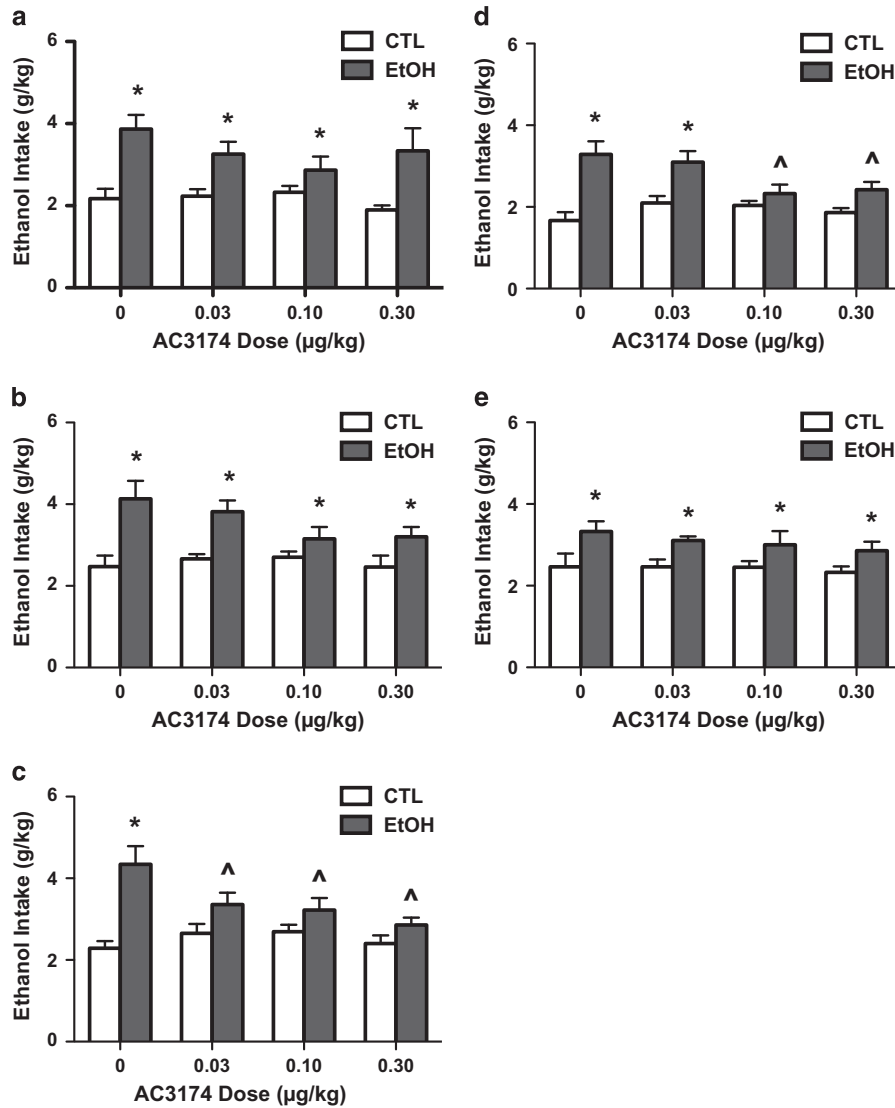 a
CTL
EtOH
Ethanol Intake (g/kg)
6
4
2
0
* * * *
0 0.03 0.10 0.30
AC3174 Dose (µg/kg)
b
CTL
EtOH
Ethanol Intake (g/kg)
6
4
2
0
* * * *
0 0.03 0.10 0.30
AC3174 Dose (µg/kg)
c
CTL
EtOH
Ethanol Intake (g/kg)
6
4
2
0
* ^ ^ ^
0 0.03 0.10 0.30
AC3174 Dose (µg/kg)
d
CTL
EtOH
Ethanol Intake (g/kg)
6
4
2
0
* * ^ ^
0 0.03 0.10 0.30
AC3174 Dose (µg/kg)
e
CTL
EtOH
Ethanol Intake (g/kg)
6
4
2
0
* * * *
0 0.03 0.10 0.30
AC3174 Dose (µg/kg)